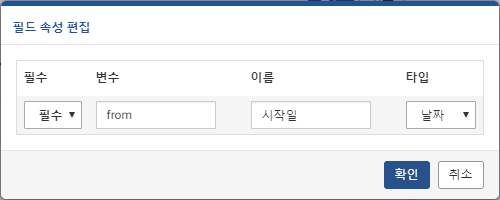 필드 속성 편집
필수 변수 이름 타입
필수 from 시작일 날짜
확인 취소